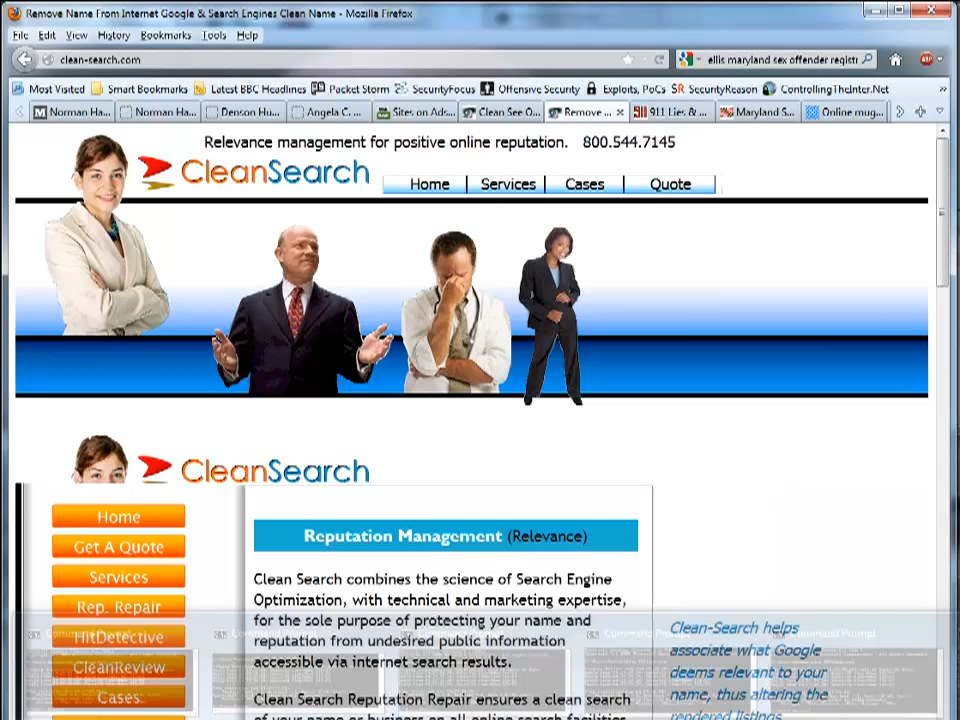 Remove Name From Internet Google & Search Engines Clean Name - Mozilla Firefox
File Edit View History Bookmarks Tools Help
clean-search.com
ellis maryland sex offender registr
Most Visited Smart Bookmarks Latest BBC Headlines Packet Storm SecurityFocus Offensive Security Exploits, PoCs SecurityReason ControllingTheInter.Net
Norman Ha... Norman Ha... Denson Hu... Angela C. ... Sites on Ads... Clean See O... Remove ... 911 Lies & ... Maryland S... Online mug...
Relevance management for positive online reputation. 800.544.7145
CleanSearch
Home Services Cases Quote
CleanSearch
Home
Get A Quote
Services
Rep. Repair
HitDetective
CleanReview
Cases
Reputation Management (Relevance)
Clean Search combines the science of Search Engine
Optimization, with technical and marketing expertise,
for the sole purpose of protecting your name and
reputation from undesired public information
accessible via internet search results.
Clean Search Reputation Repair ensures a clean search
of your name or business on all online search facilities
Clean-Search helps
associate what Google
deems relevant to your
name, thus altering the
rendered listings